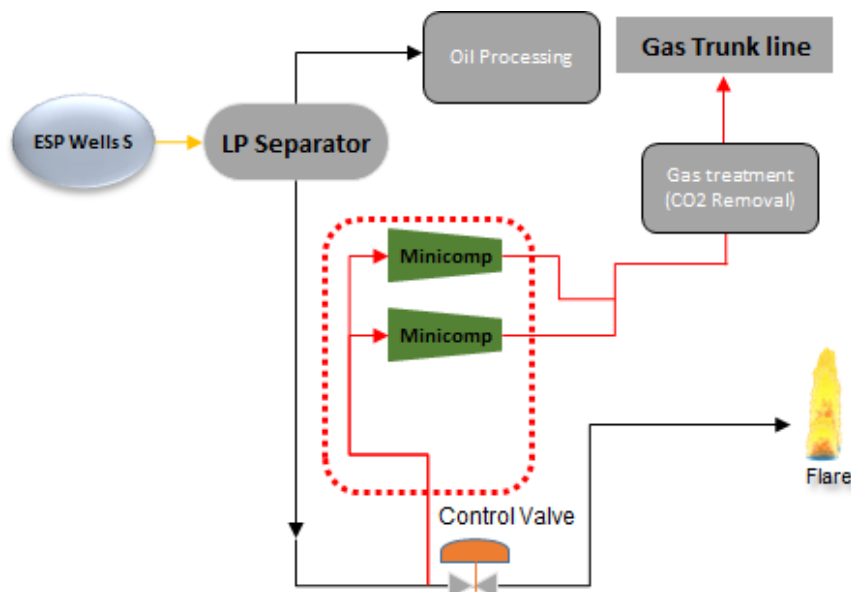 Oil Processing
Gas Trunk line
ESP Wells S
LP Separator
Gas treatment
(CO2 Removal)
Minicomp
Minicomp
Flare
Control Valve